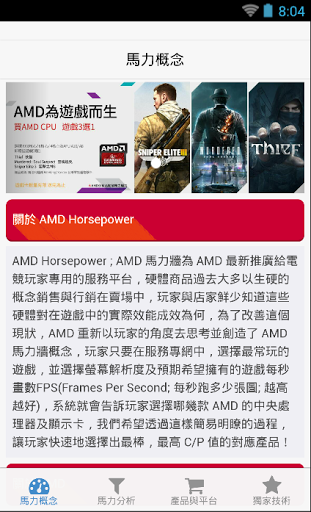 8:04
馬力概念
AMD為遊戲而生
買AMD CPU 遊戲3選1
AMD
SNIPER ELITE III
MURDERED
THIEF
關於 AMD Horsepower
AMD Horsepower ; AMD 馬力牆為 AMD 最新推廣給電
競玩家專用的服務平台，硬體商品過去大多以生硬的
概念銷售與行銷在賣場中，玩家與店家鮮少知道這些
硬體對在遊戲中的實際效能成效為何，為了改善這個
現狀，AMD 重新以玩家的角度去思考並創造了 AMD
馬力牆概念，玩家只要在服務專網中，選擇最常玩的
遊戲，並選擇螢幕解析度及預期希望擁有的遊戲每秒
畫數FPS(Frames Per Second; 每秒跑多少張圖; 越高
越好)，系統就會告訴玩家選擇哪幾款 AMD 的中央處
理器及顯示卡，我們希望透過這樣簡易明瞭的過程，
讓玩家快速地選擇出最棒，最高 C/P 值的對應產品！
馬力概念
馬力分析
產品與平台
獨家技術